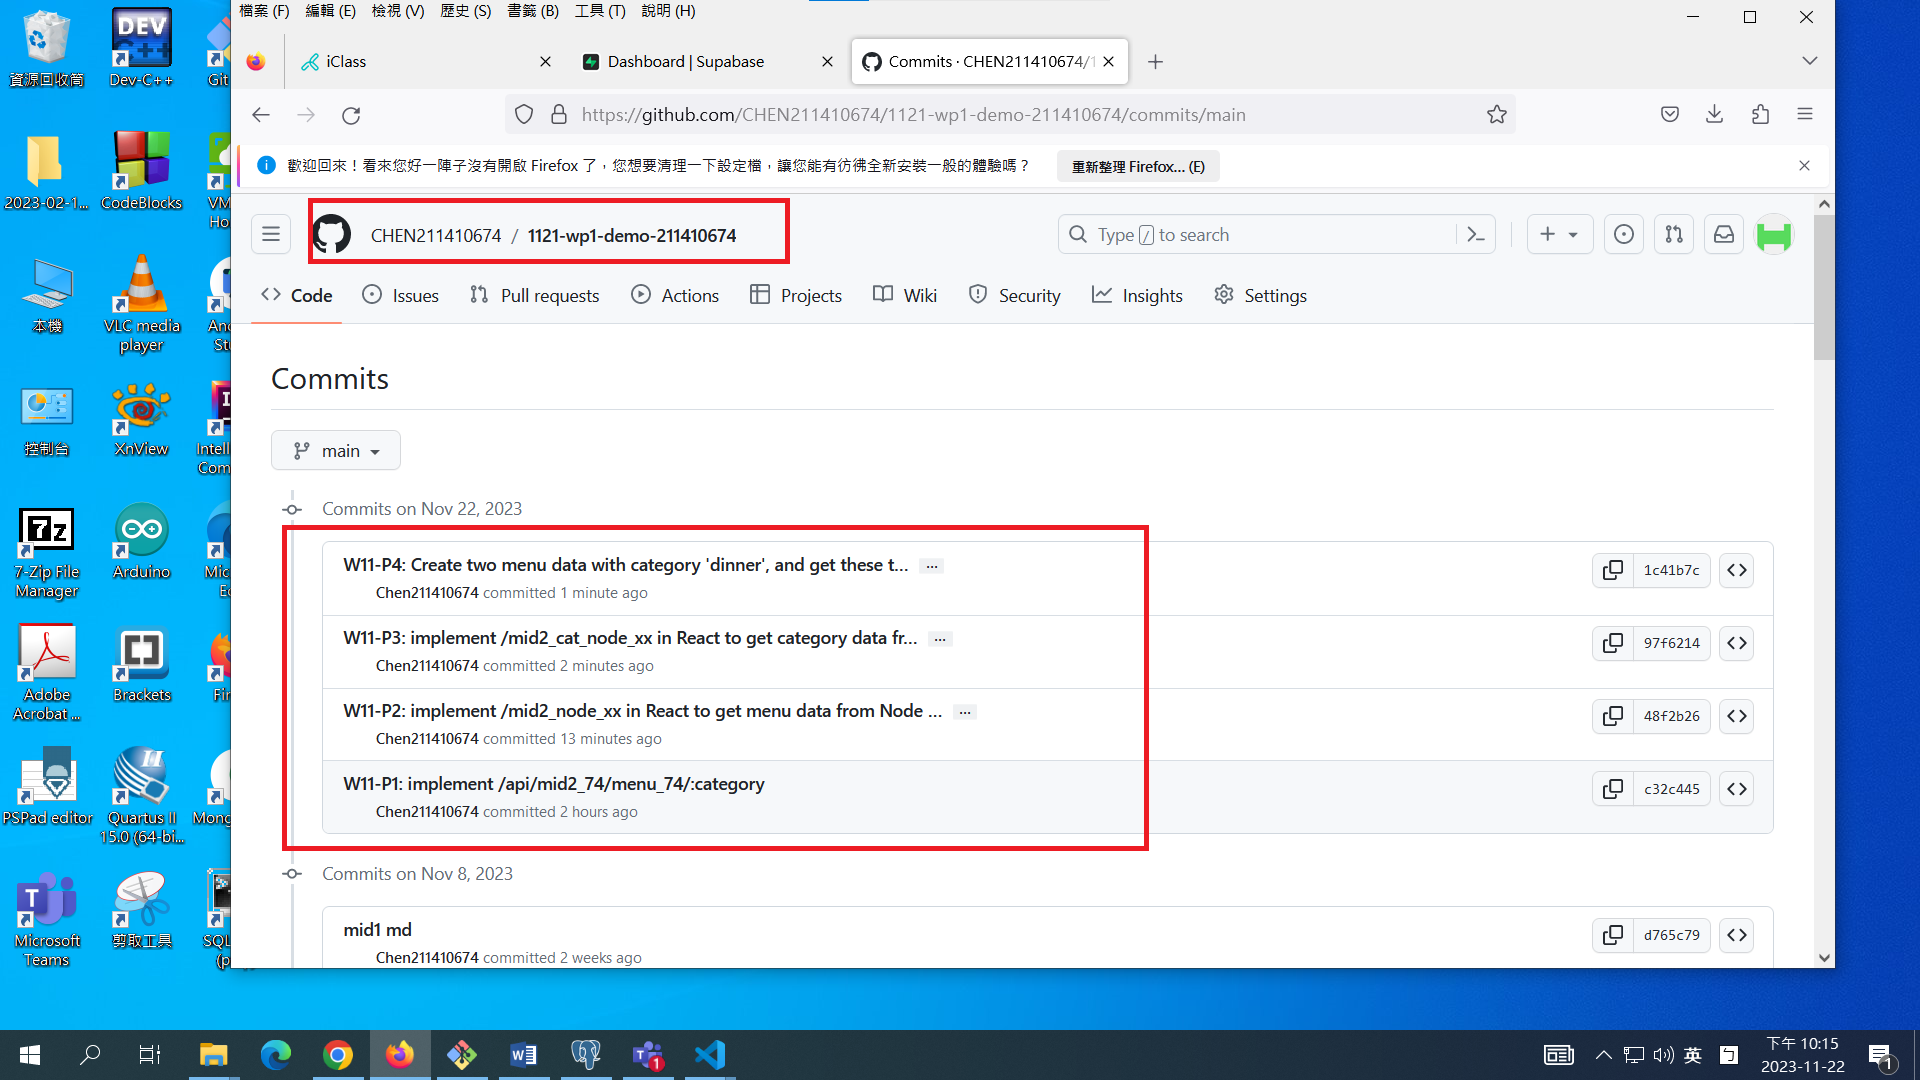 檔案 (F) 編輯 (E) 檢視 (V) 歷史 (S) 書籤 (B) 工具 (T) 說明 (H)
iClass
Dashboard | Supabase
Commits · CHEN211410674/1
https://github.com/CHEN211410674/1121-wp1-demo-211410674/commits/main
歡迎回來！看來您好一陣子沒有開啟 Firefox 了，您想要清理一下設定檔，讓您能有彷彿全新安裝一般的體驗嗎？
重新整理 Firefox... (E)
CHEN211410674 / 1121-wp1-demo-211410674
Type / to search
Code
Issues
Pull requests
Actions
Projects
Wiki
Security
Insights
Settings
Commits
main
Commits on Nov 22, 2023
W11-P4: Create two menu data with category 'dinner', and get these t... ...
Chen211410674 committed 1 minute ago
1c41b7c
W11-P3: implement /mid2_cat_node_xx in React to get category data fr... ...
Chen211410674 committed 2 minutes ago
97f6214
W11-P2: implement /mid2_node_xx in React to get menu data from Node ... ...
Chen211410674 committed 13 minutes ago
48f2b26
W11-P1: implement /api/mid2_74/menu_74/:category
Chen211410674 committed 2 hours ago
c32c445
Commits on Nov 8, 2023
mid1 md
Chen211410674 committed 2 weeks ago
d765c79
資源回收筒
DEV
C++
Dev-C++
Git
2023-02-1...
CodeBlocks
VM
Ho
本機
VLC media
player
An
St
控制台
XnView
Intell
Com
7z
7-Zip File
Manager
Arduino
Mic
E
Adobe
Acrobat ...
Brackets
Fir
PSPad editor
II
Quartus II
15.0 (64-bi...
Mong
T
Microsoft
Teams
剪取工具
SQL
(p
英
ㄅ
下午 10:15
2023-11-22
1
1